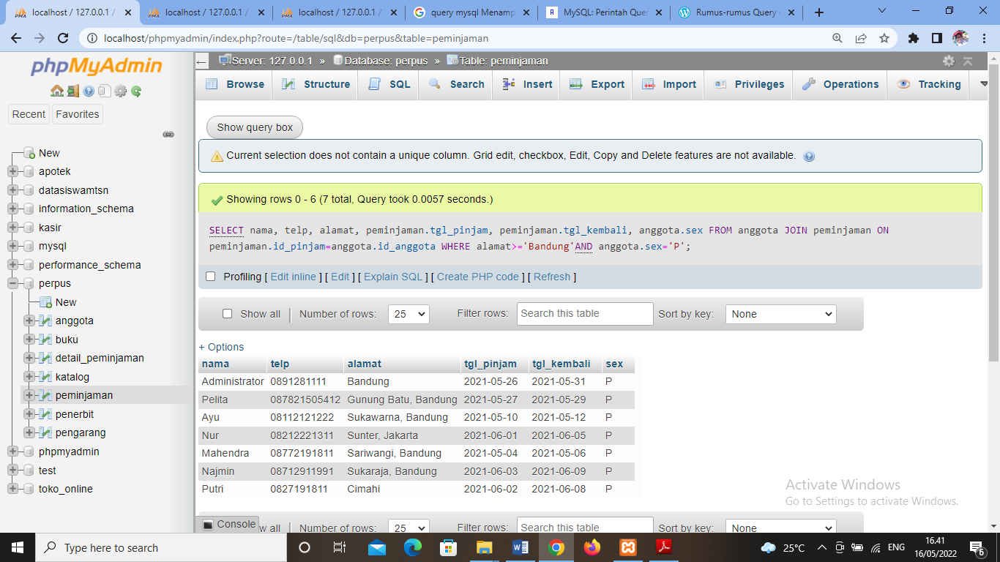 localhost / 127.0.0.1 /
localhost / 127.0.0.1 /
localhost / 127.0.0.1 /
query mysql Menamp
MySQL: Perintah Quer
Rumus-rumus Query
localhost/phpmyadmin/index.php?route=/table/sql&db=perpus&table=peminjaman
phpMyAdmin
Recent Favorites
New
apotek
datasiswamtsn
information_schema
kasir
mysql
performance_schema
perpus
New
anggota
buku
detail_peminjaman
katalog
peminjaman
penerbit
pengarang
phpmyadmin
test
toko_online
Server: 127.0.0.1 » Database: perpus » Table: peminjaman
Browse Structure SQL Search Insert Export Import Privileges Operations Tracking
Show query box
Current selection does not contain a unique column. Grid edit, checkbox, Edit, Copy and Delete features are not available.
Showing rows 0 - 6 (7 total, Query took 0.0057 seconds.)
SELECT nama, telp, alamat, peminjaman.tgl_pinjam, peminjaman.tgl_kembali, anggota.sex FROM anggota JOIN peminjaman ON
peminjaman.id_pinjam=anggota.id_anggota WHERE alamat>='Bandung'AND anggota.sex='P';
Profiling [ Edit inline ] [ Edit ] [ Explain SQL ] [ Create PHP code ] [ Refresh ]
Show all Number of rows: 25 Filter rows: Search this table Sort by key: None
+ Options
nama telp alamat tgl_pinjam tgl_kembali sex
Administrator 0891281111 Bandung 2021-05-26 2021-05-31 P
Pelita 087821505412 Gunung Batu, Bandung 2021-05-27 2021-05-29 P
Ayu 08112121222 Sukawarna, Bandung 2021-05-10 2021-05-12 P
Nur 08212221311 Sunter, Jakarta 2021-06-01 2021-06-05 P
Mahendra 08772191811 Sariwangi, Bandung 2021-05-04 2021-05-06 P
Najmin 08712911991 Sukaraja, Bandung 2021-06-03 2021-06-09 P
Putri 0827191811 Cimahi 2021-06-02 2021-06-08 P
Activate Windows
Go to Settings to activate Windows.
Console
w all Number of rows: 25 Filter rows: Search this table Sort by key: None
Type here to search
25°C
ENG
16.41
16/05/2022
6